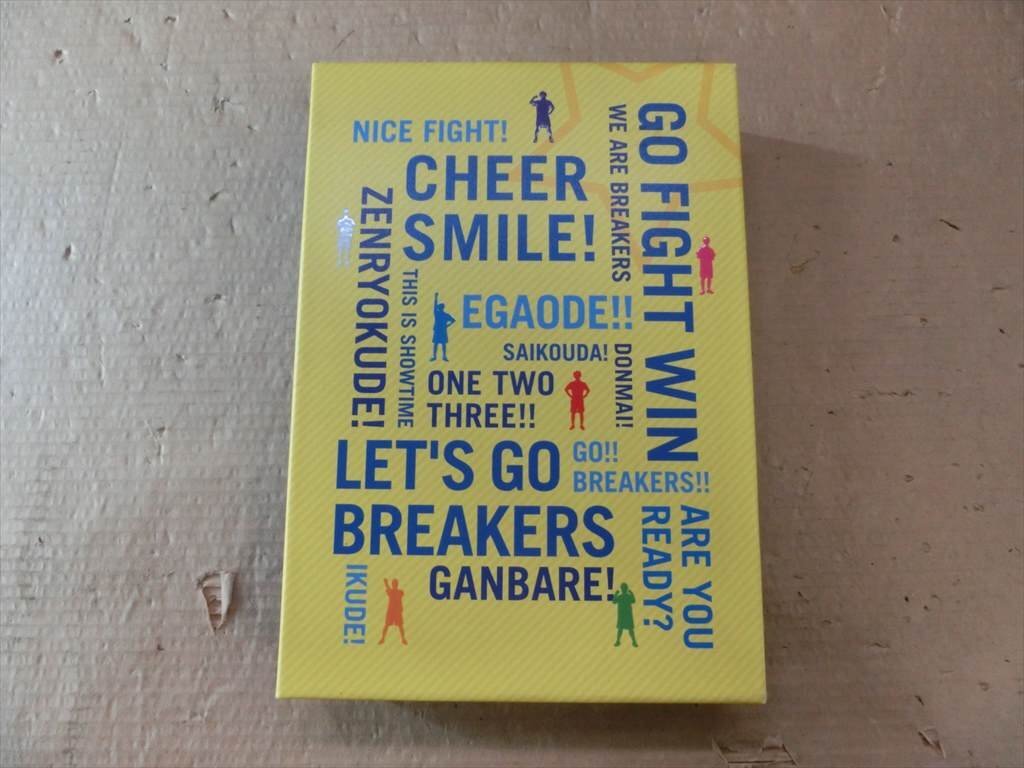 NICE FIGHT!
CHEER
SMILE!
ZENRYOKUDE!
THIS IS SHOWTIME
WE ARE BREAKERS
GO FIGHT WIN
EGAODE!!
SAIKOUDA!
DONMAI!
ONE TWO
THREE!!
LET'S GO
BREAKERS
GO!!
BREAKERS!!
GANBARE!
IKUDE!
ARE YOU
READY?